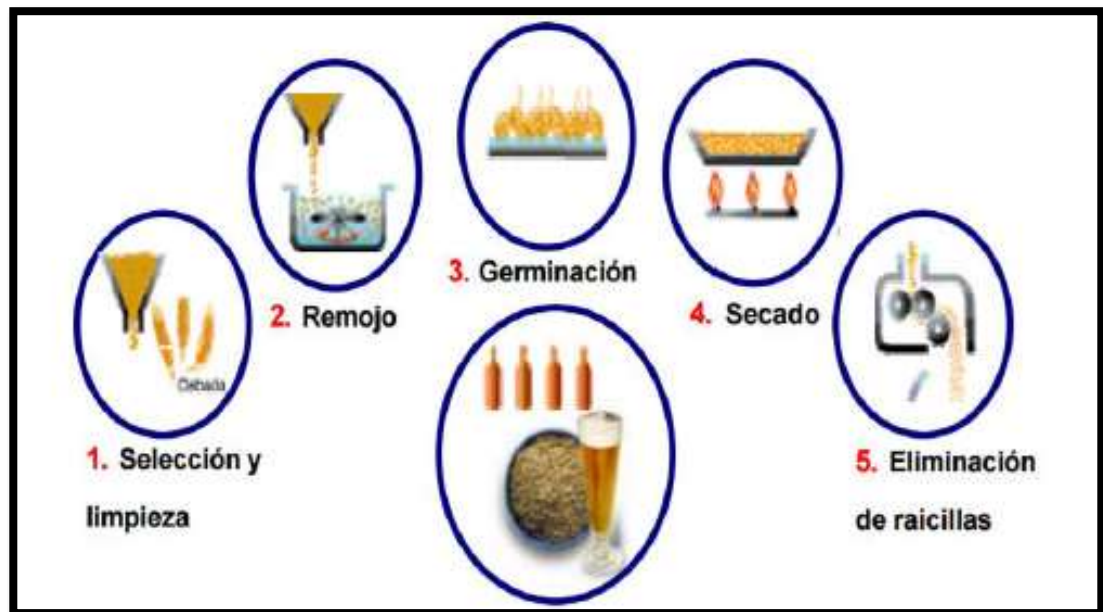 Cebada
1. Selección y
limpieza
2. Remojo
3. Germinación
4. Secado
5. Eliminación
de raicillas